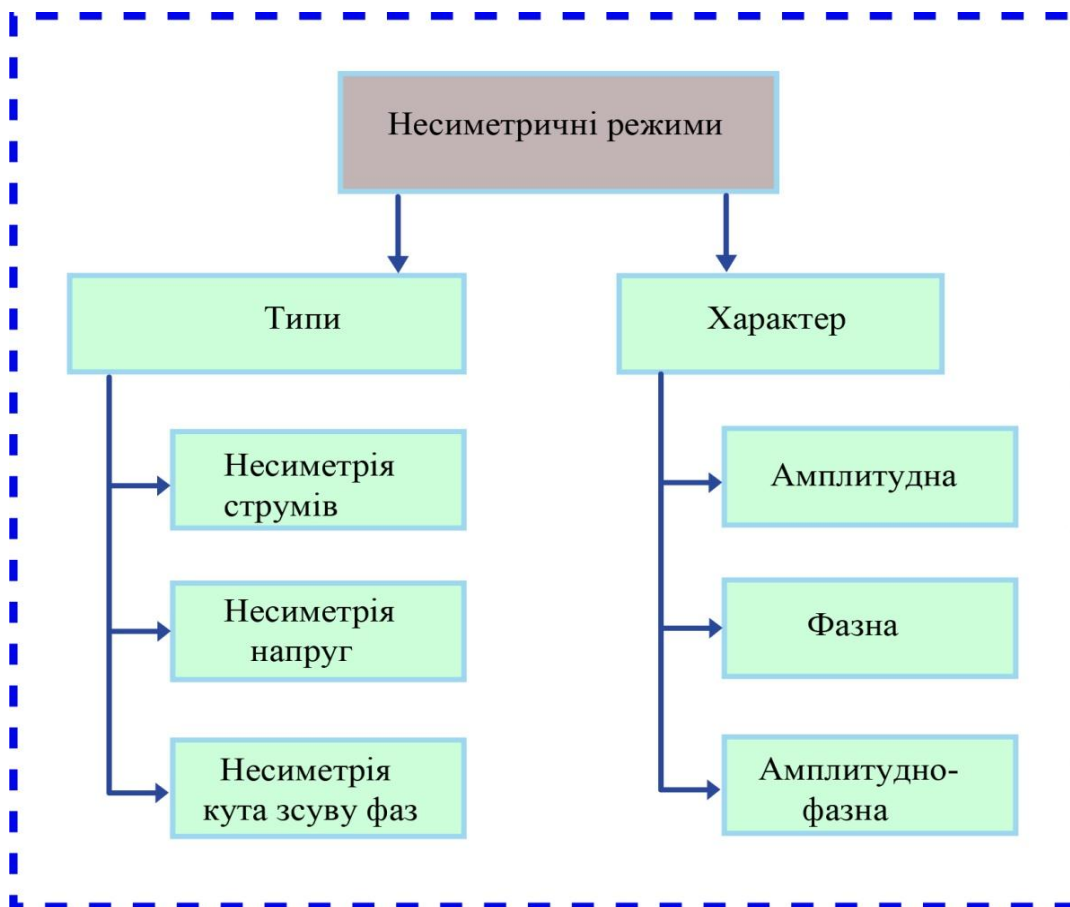 Несиметричні режими
Типи
Несиметрія
струмів
Несиметрія
напруг
Несиметрія
кута зсуву фаз
Характер
Амплитудна
Фазна
Амплитудно-
фазна